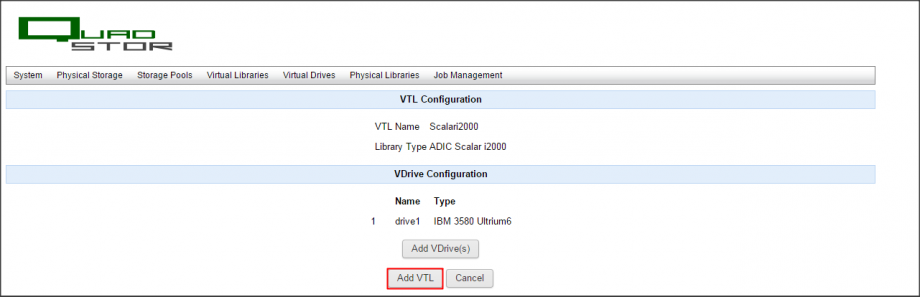 QUAD
STOR
System Physical Storage Storage Pools Virtual Libraries Virtual Drives Physical Libraries Job Management
VTL Configuration
VTL Name Scalari2000
Library Type ADIC Scalar i2000
VDrive Configuration
Name Type
1 drive1 IBM 3580 Ultrium6
Add VDrive(s)
Add VTL Cancel